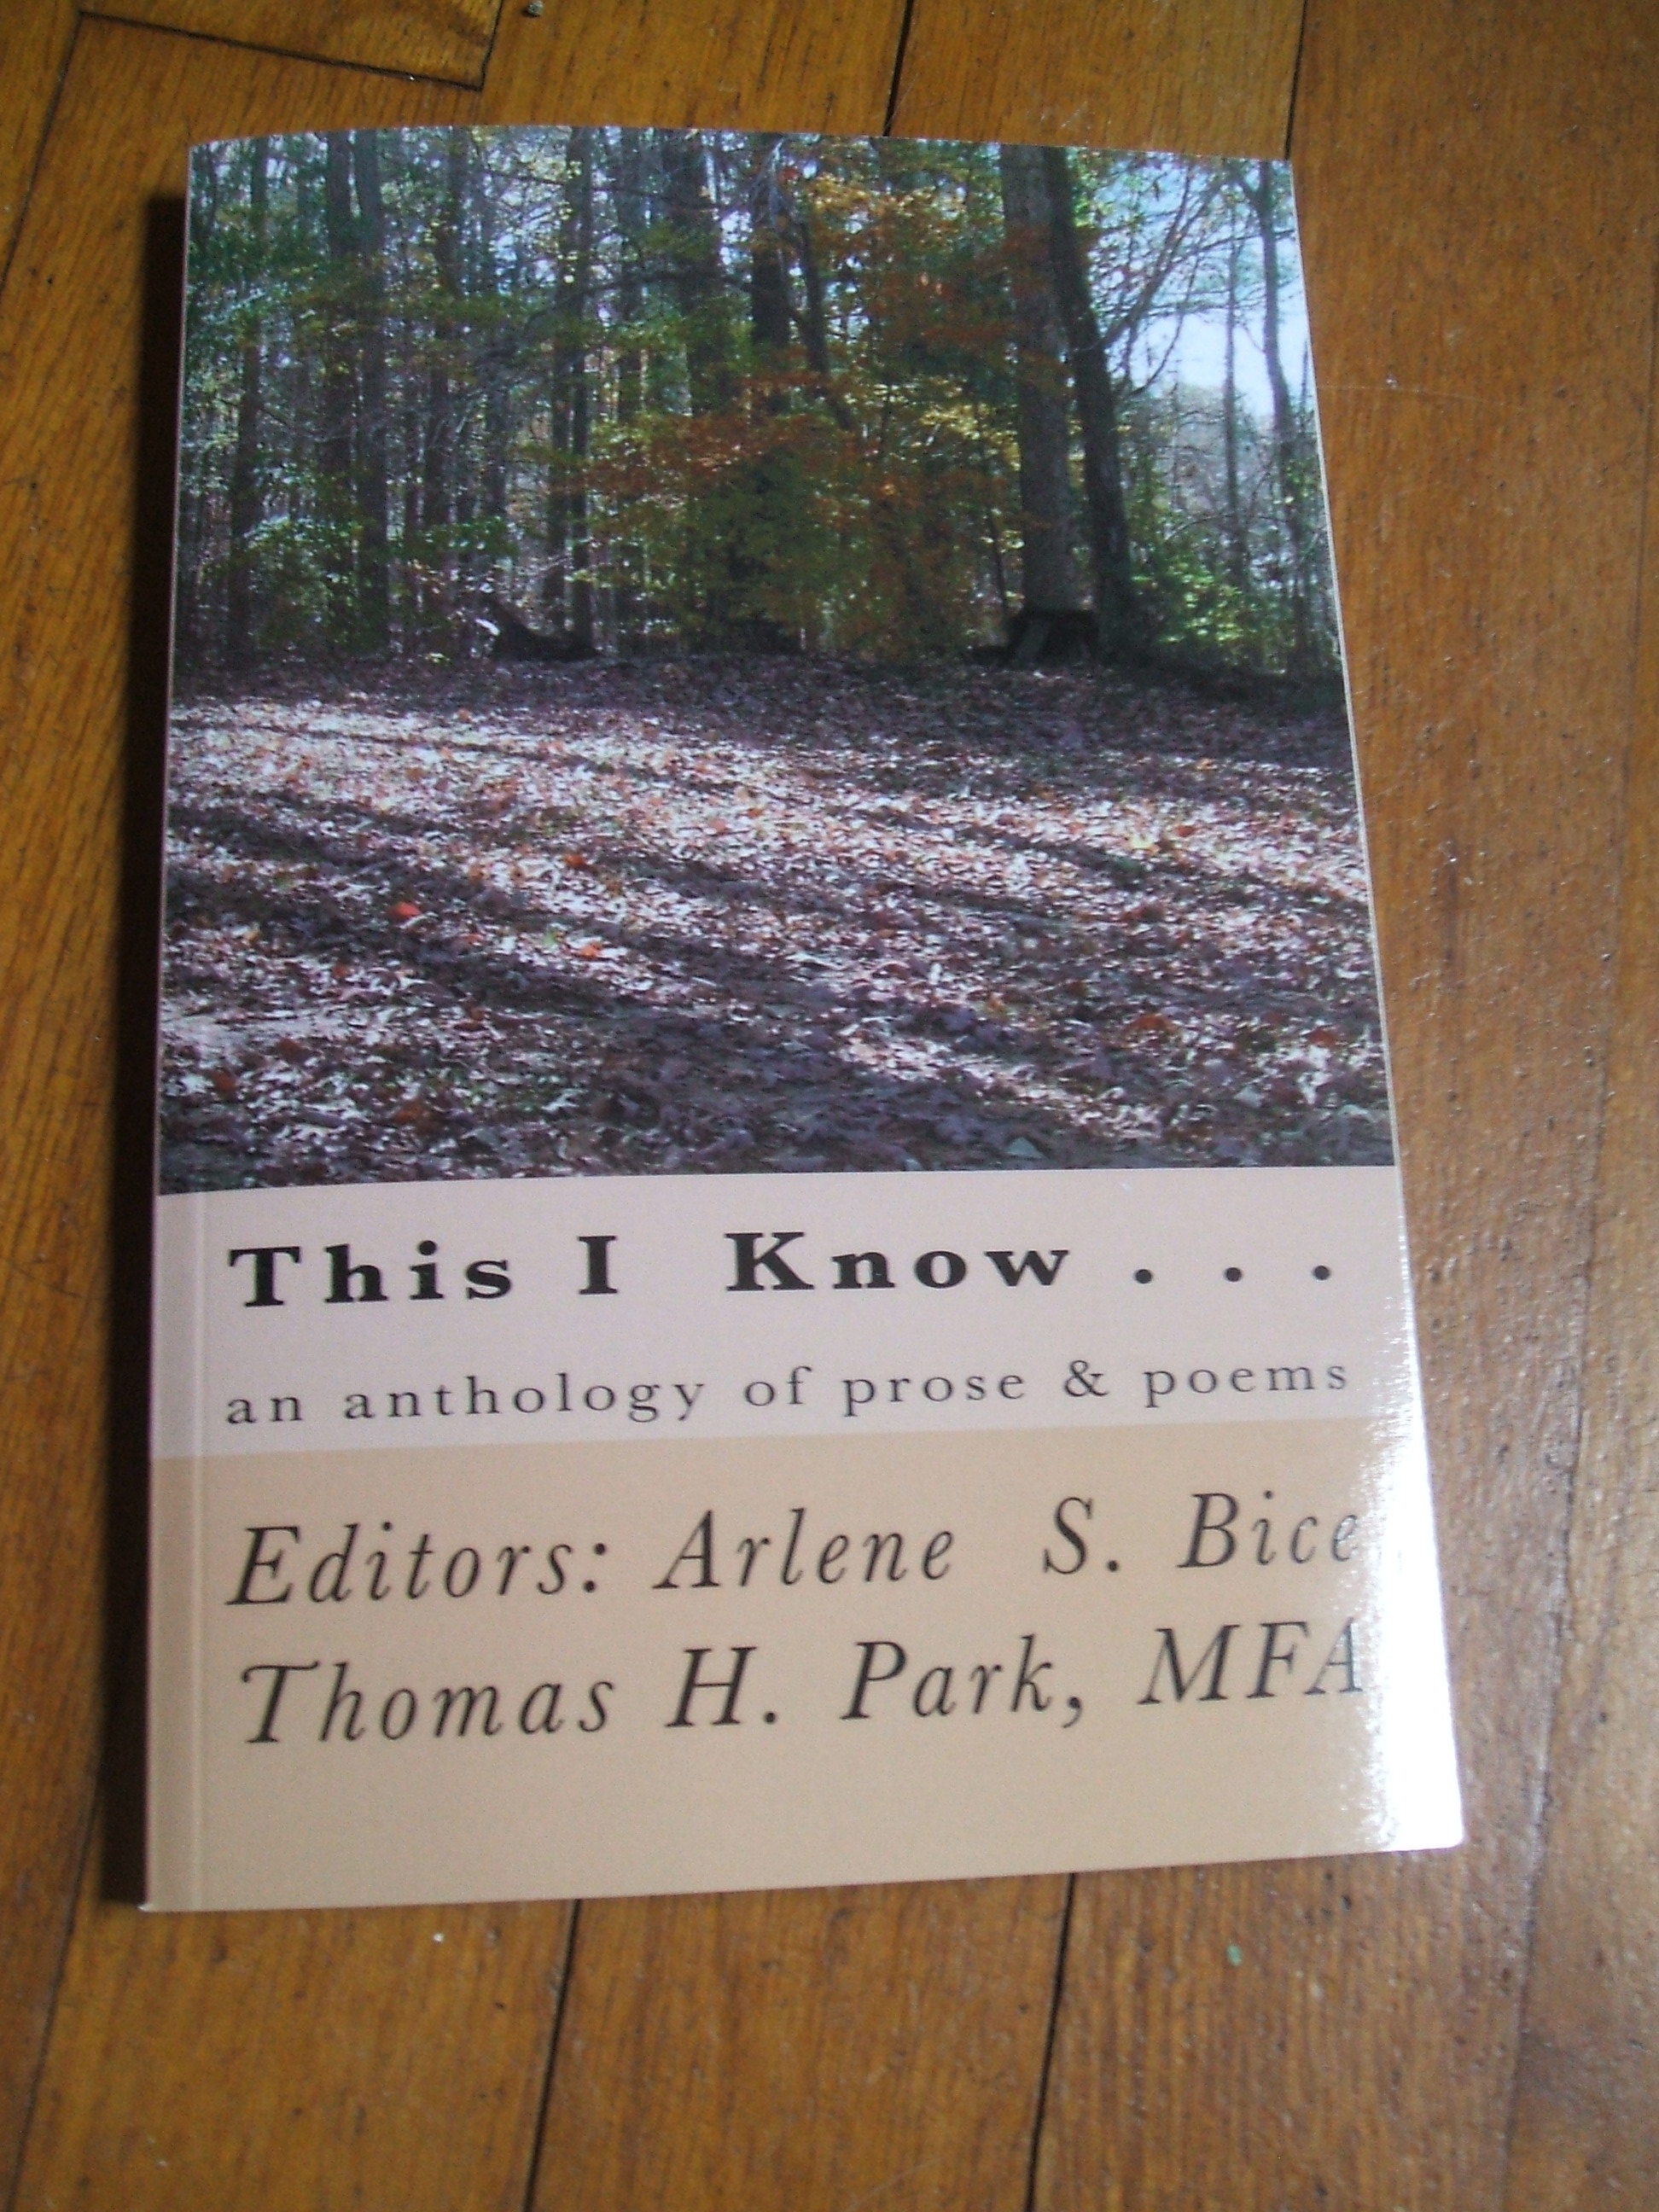 This I Know . . .
an anthology of prose & poems
Editors: Arlene S. Bice
Thomas H. Park, MFA